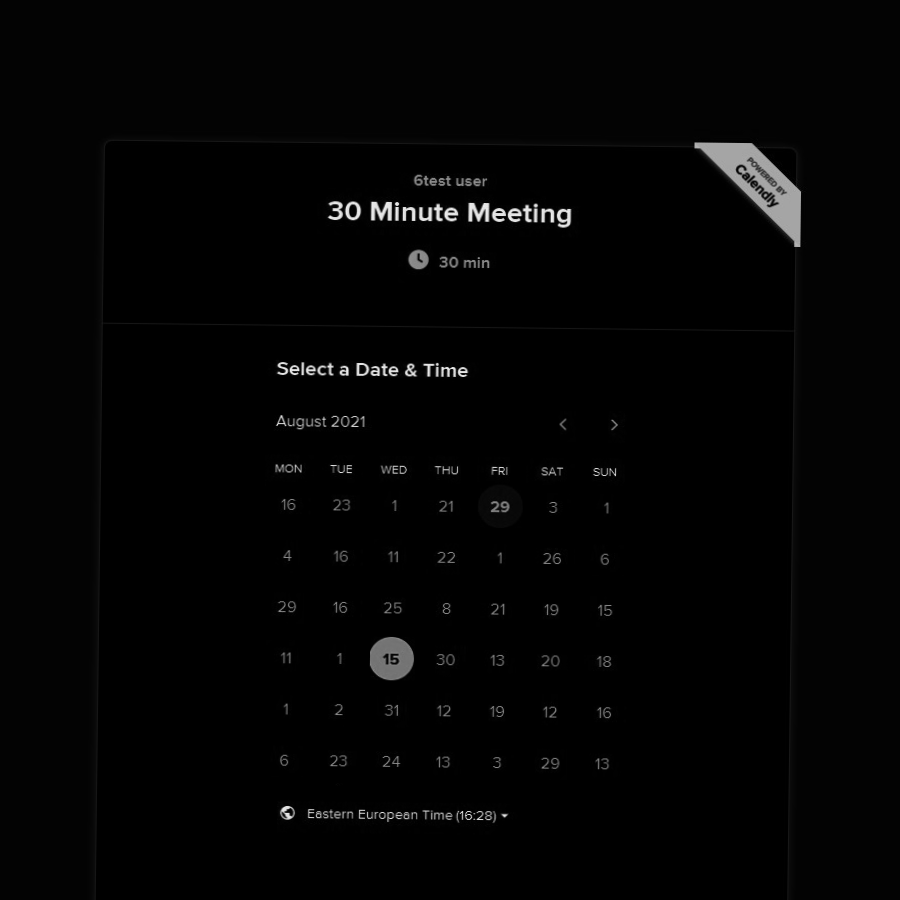 POWERED BY
Calendly
6test user
30 Minute Meeting
30 min
Select a Date & Time
August 2021
MON TUE WED THU FRI SAT SUN
16 23 1 21 29 3 1
4 16 11 22 1 26 6
29 16 25 8 21 19 15
11 1 15 30 13 20 18
1 2 31 12 19 12 16
6 23 24 13 3 29 13
Eastern European Time (16:28)